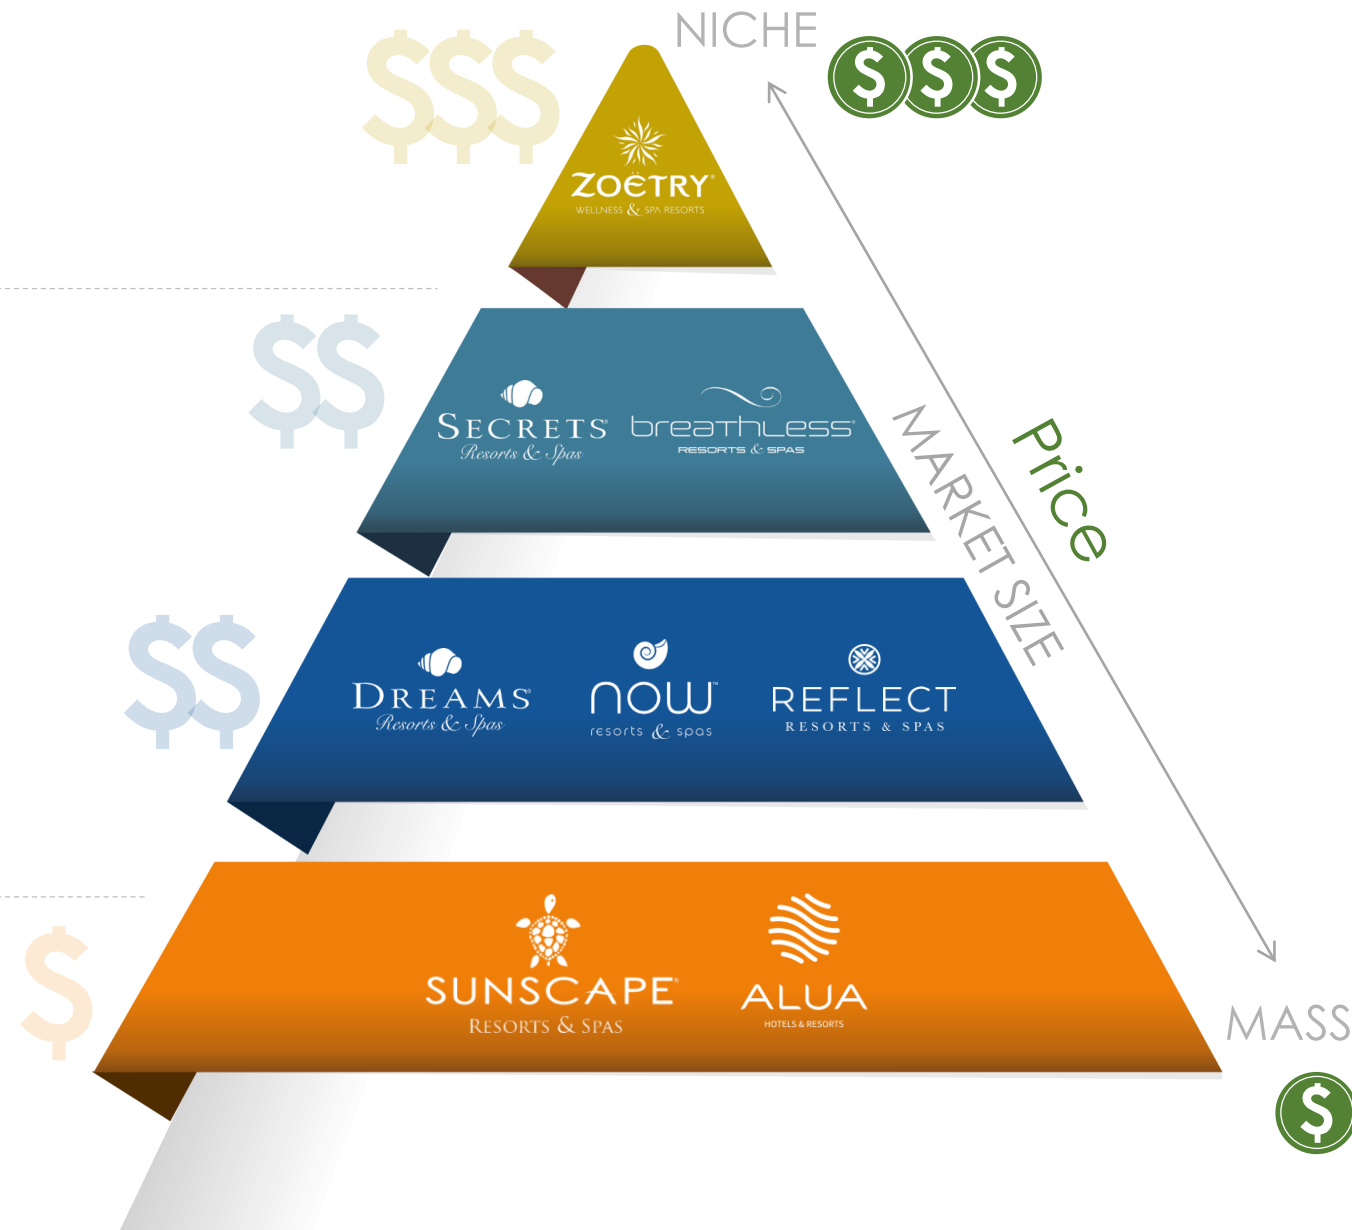 NICHE
$$$
$$$
ZOËTRY®
WELLNESS & SPA RESORTS
$$
SECRETS®
Resorts & Spas
breathless®
RESORTS & SPAS
Price
MARKET SIZE
$$
DREAMS®
Resorts & Spas
now™
resorts & spas
REFLECT
RESORTS & SPAS
$
SUNSCAPE®
RESORTS & SPAS
ALUA
HOTELS & RESORTS
MASS
$